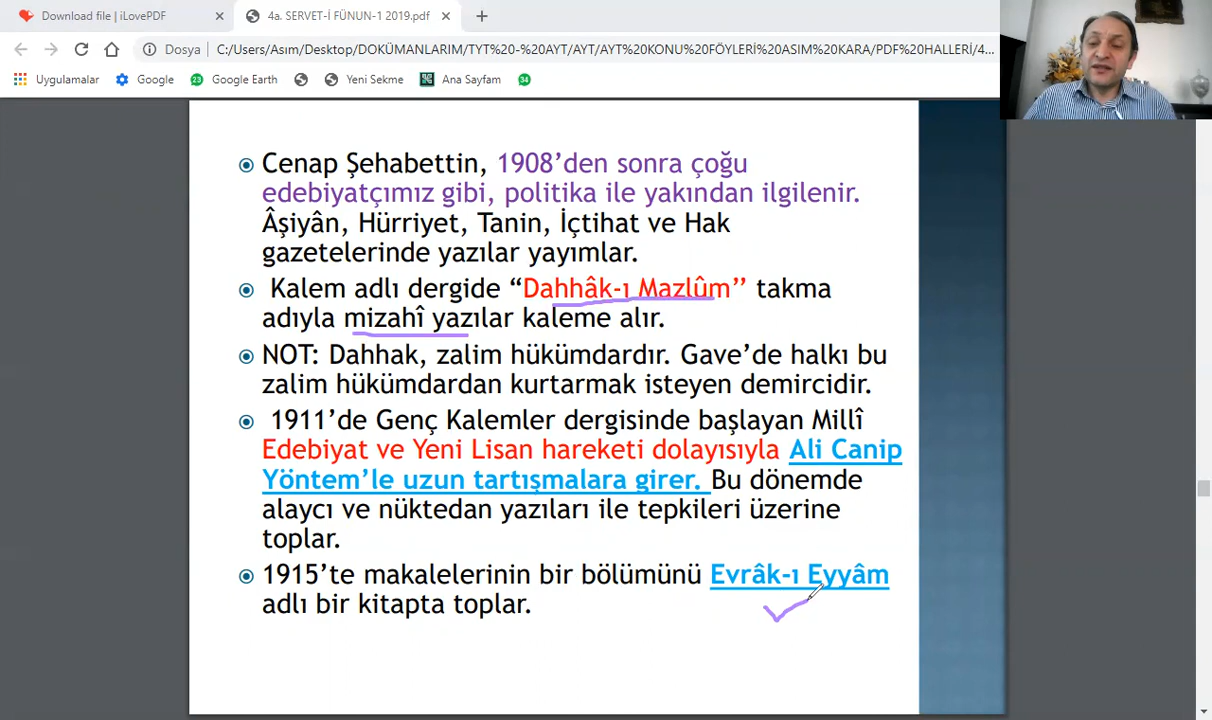 Download file | iLovePDF
4a. SERVET-İ FÜNUN-1 2019.pdf
Dosya
C:/Users/Asım/Desktop/DOKÜMANLARIM/TYT%20-%20AYT/AYT/AYT%20KONU%20FÖYLERİ%20ASIM%20KARA/PDF%20HALLERİ/4...
Uygulamalar
Google
23 Google Earth
Yeni Sekme
Ana Sayfam
34
Cenap Şehabettin, 1908’den sonra çoğu
edebiyatçımız gibi, politika ile yakından ilgilenir.
Âşiyân, Hürriyet, Tanin, İçtihat ve Hak
gazetelerinde yazılar yayımlar.
Kalem adlı dergide “Dahhâk-ı Mazlûm’’ takma
adıyla mizahî yazılar kaleme alır.
NOT: Dahhak, zalim hükümdardır. Gave’de halkı bu
zalim hükümdardan kurtarmak isteyen demircidir.
1911’de Genç Kalemler dergisinde başlayan Millî
Edebiyat ve Yeni Lisan hareketi dolayısıyla Ali Canip
Yöntem’le uzun tartışmalara girer. Bu dönemde
alaycı ve nüktedan yazıları ile tepkileri üzerine
toplar.
1915’te makalelerinin bir bölümünü Evrâk-ı Eyyâm
adlı bir kitapta toplar.